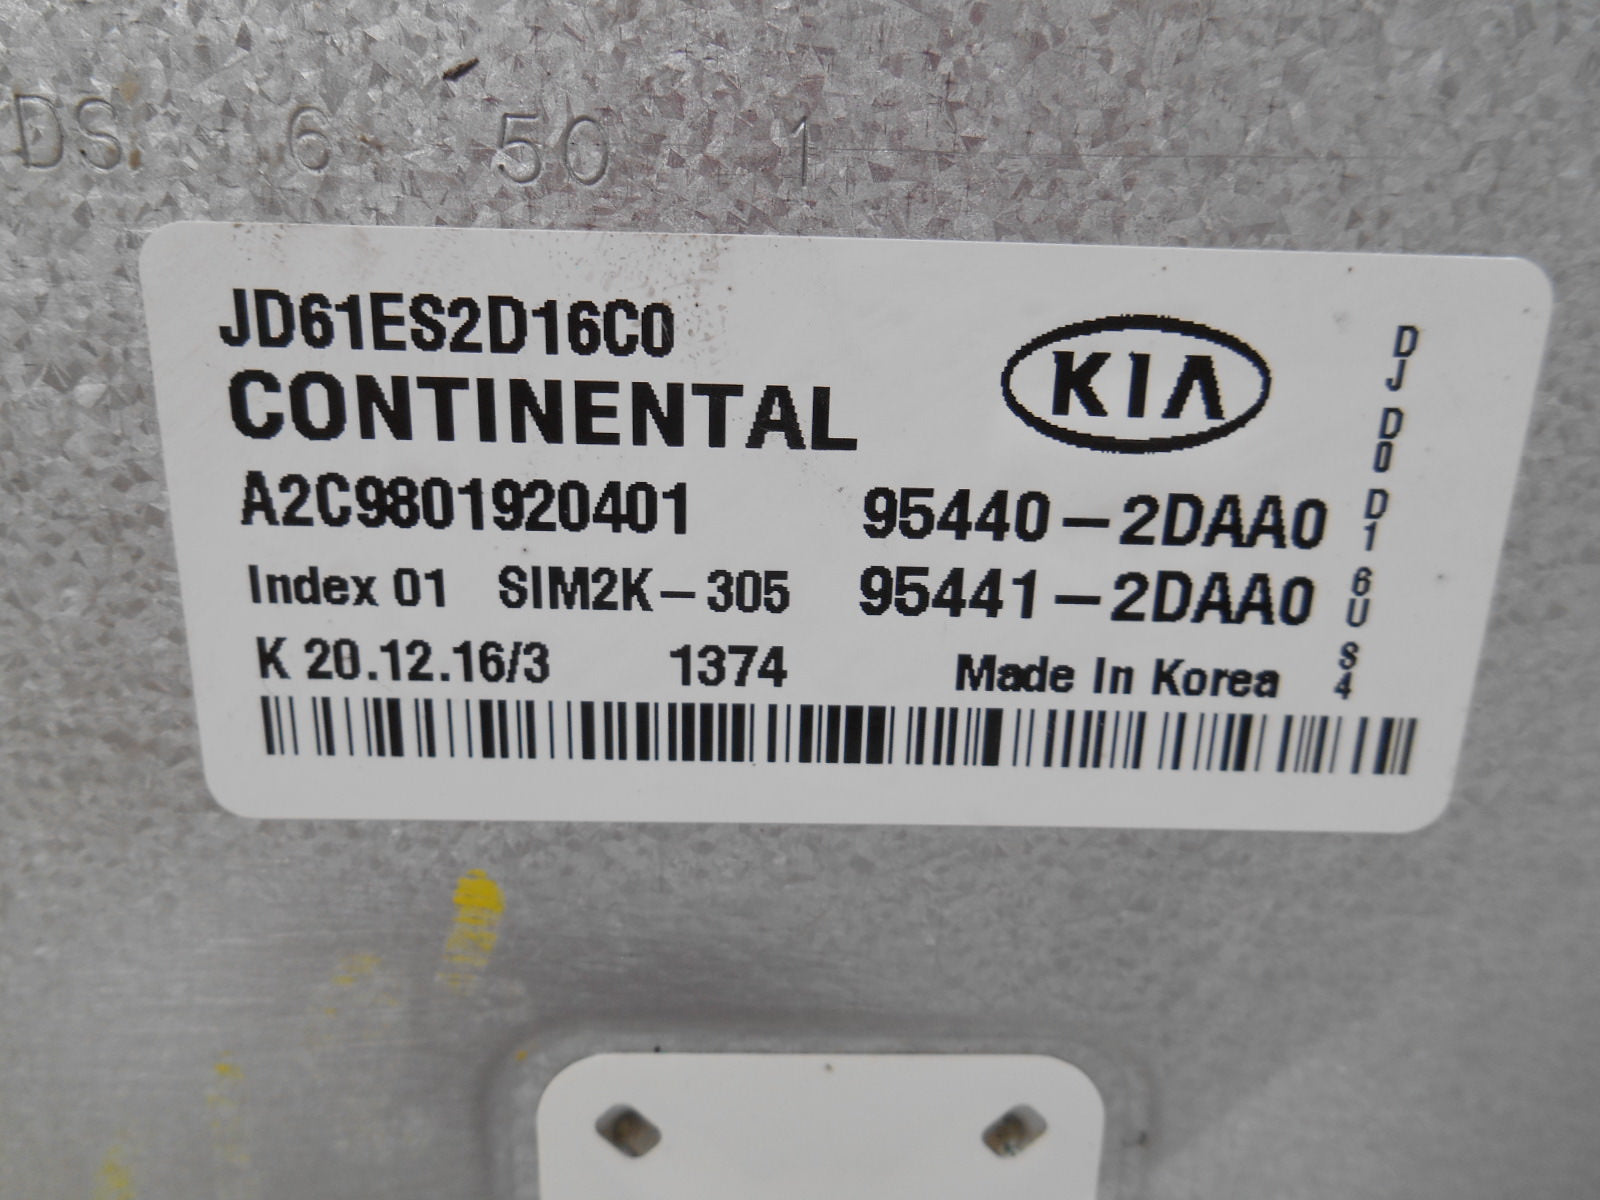 DS 6 50 1
JD61ES2D16C0
CONTINENTAL
KIA
A2C9801920401
95440-2DAA0
Index 01 SIM2K-305
95441-2DAA0
K 20.12.16/3 1374 Made In Korea
DJ D0 D1 6U S4